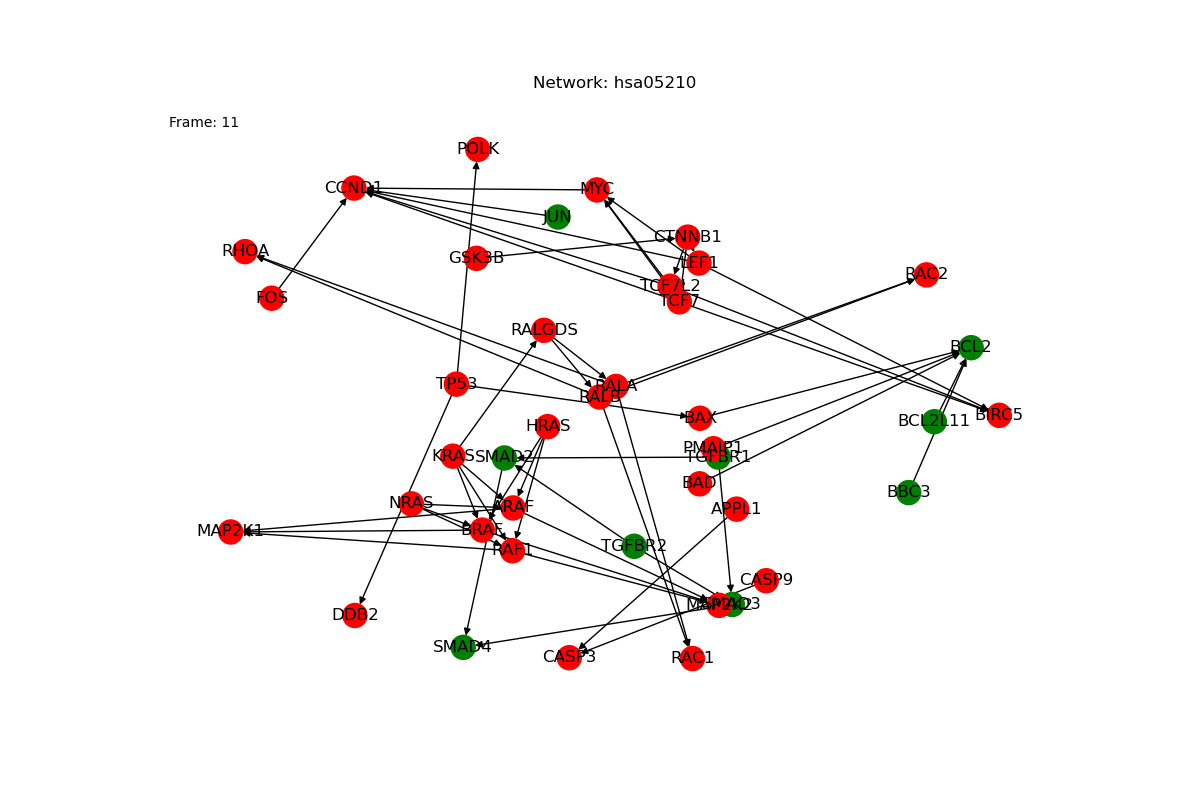 Network: hsa05210
Frame: 11
POLK
CCND1
MYC
JUN
CTNNB1
RHOA
GSK3B
LEF1
RAC2
TCF7L2
FOS
TCF7
RALGDS
BCL2
TP53
RALA
RALB
BAX
BIRC5
BCL2L11
HRAS
PMAIP1
KRAS
SMAD2
TGFBR1
BAD
BBC3
NRAS
ARAF
APPL1
MAP2K1
BRAF
RAF1
TGFBR2
CASP9
MAP2K2
SMAD3
DDB2
SMAD4
CASP3
RAC1